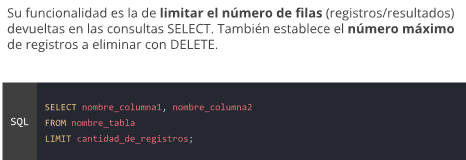 Su funcionalidad es la de limitar el número de filas (registros/resultados)
devueltas en las consultas SELECT. También establece el número máximo
de registros a eliminar con DELETE.
SQL
SELECT nombre_columna1, nombre_columna2
FROM nombre_tabla
LIMIT cantidad_de_registros;